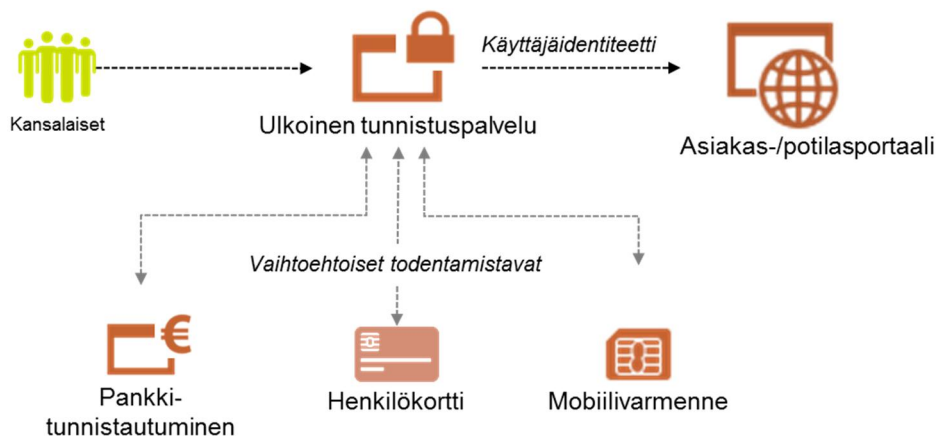 Käyttäjäidentiteetti
Kansalaiset
Ulkoinen tunnistuspalvelu
Asiakas-/potilasportaali
Vaihtoehtoiset todentamistavat
€
Pankki-
tunnistautuminen
Henkilökortti
Mobiilivarmenne